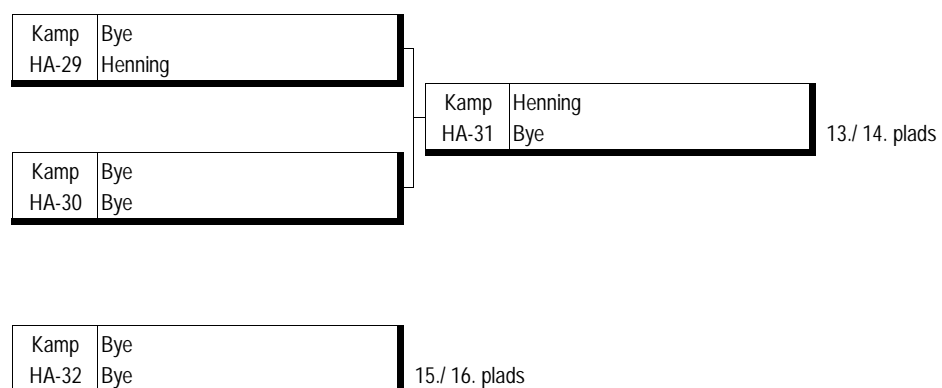 Kamp Bye
HA-29 Henning
Kamp Henning
HA-31 Bye 13./ 14. plads
Kamp Bye
HA-30 Bye
Kamp Bye
HA-32 Bye 15./ 16. plads